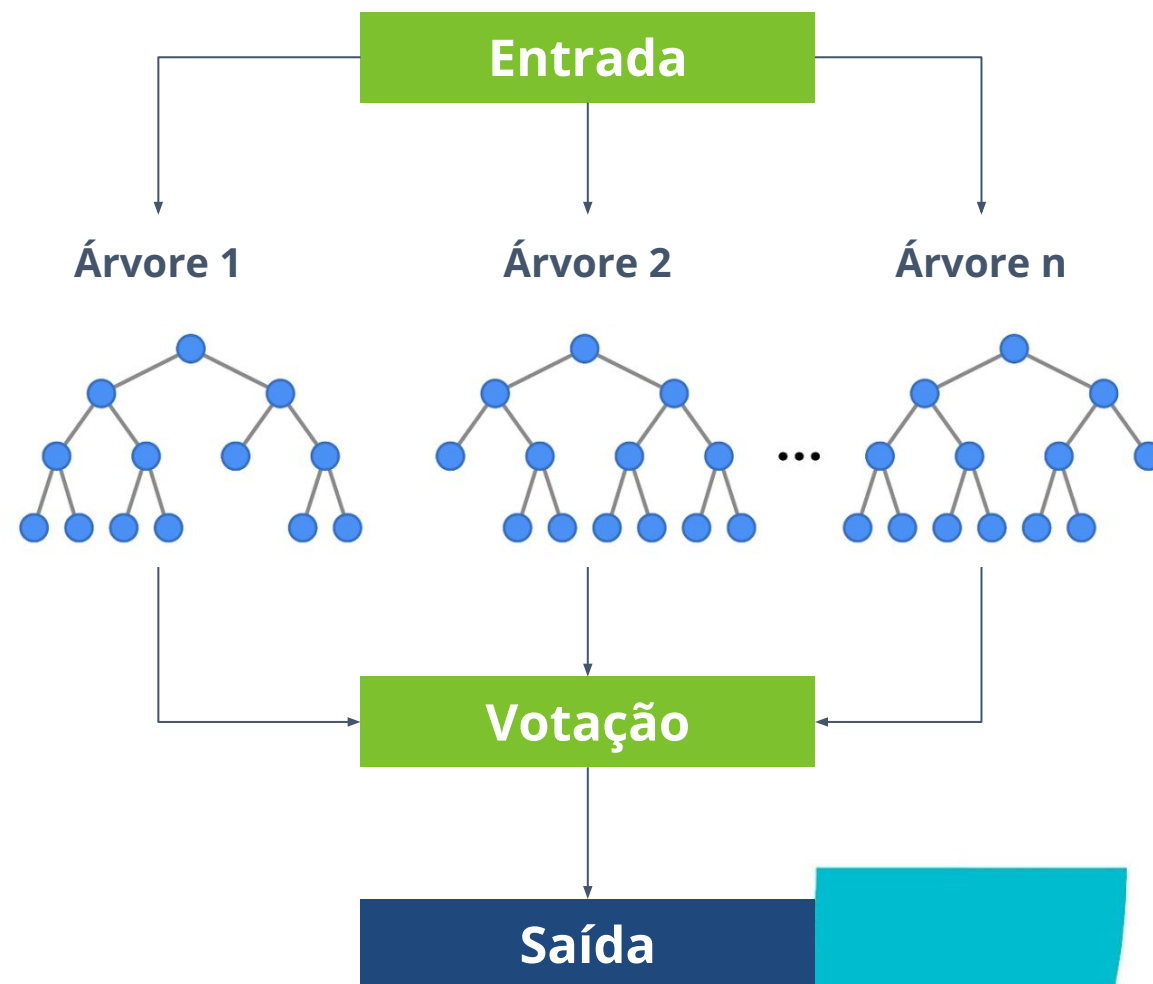 Entrada
Árvore 1
Árvore 2
Árvore n
...
Votação
Saída